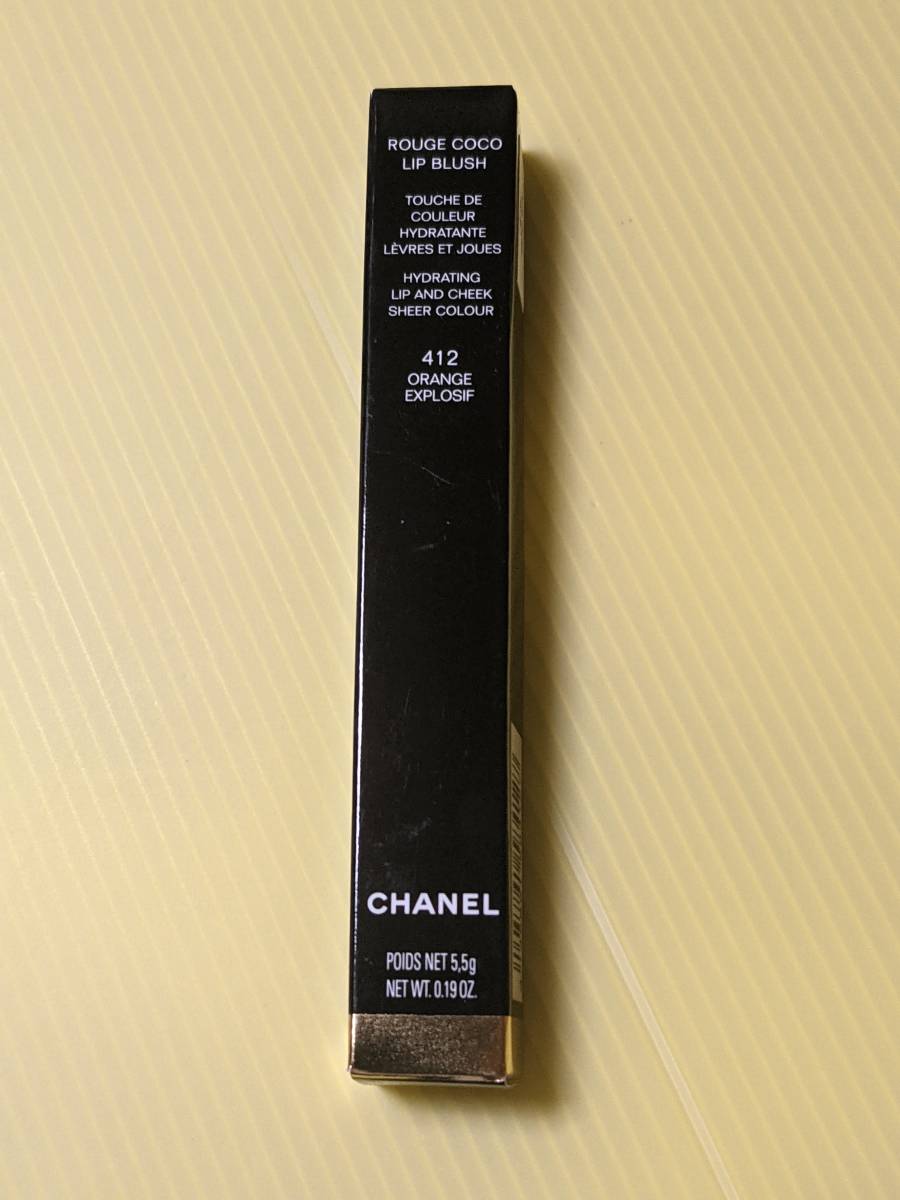 ROUGE COCO
LIP BLUSH
TOUCHE DE
COULEUR
HYDRATANTE
LÈVRES ET JOUES
HYDRATING
LIP AND CHEEK
SHEER COLOUR
412
ORANGE
EXPLOSIF
CHANEL
POIDS NET 5,5g
NET WT. 0.19 OZ.